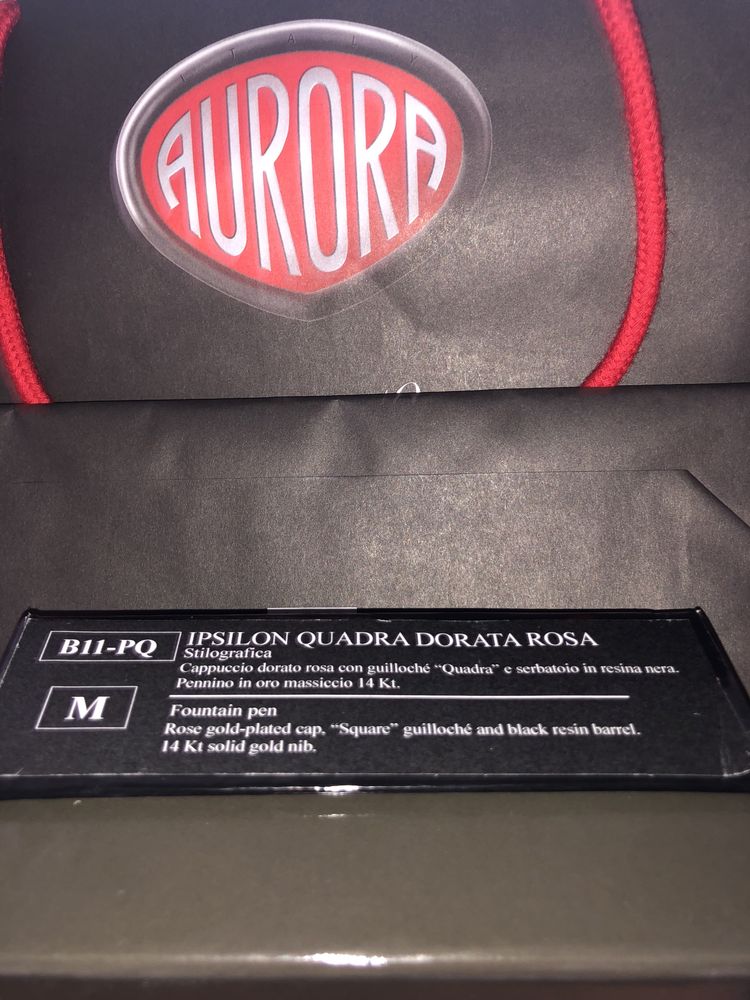 ITALY
AURORA
B11-PQ
IPSILON QUADRA DORATA ROSA
Stilografica
Cappuccio dorato rosa con guilloché “Quadra” e serbatoio in resina nera.
Pennino in oro massiccio 14 Kt.
M
Fountain pen
Rose gold-plated cap, “Square” guilloché and black resin barrel.
14 Kt solid gold nib.